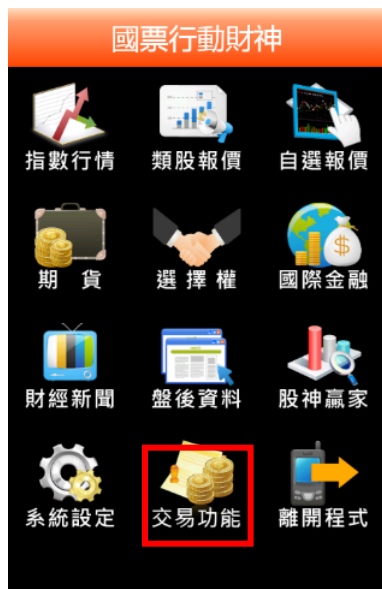 國票行動財神
指數行情 類股報價 自選報價
期 貨 選擇權 國際金融
財經新聞 盤後資料 股神贏家
系統設定 交易功能 離開程式